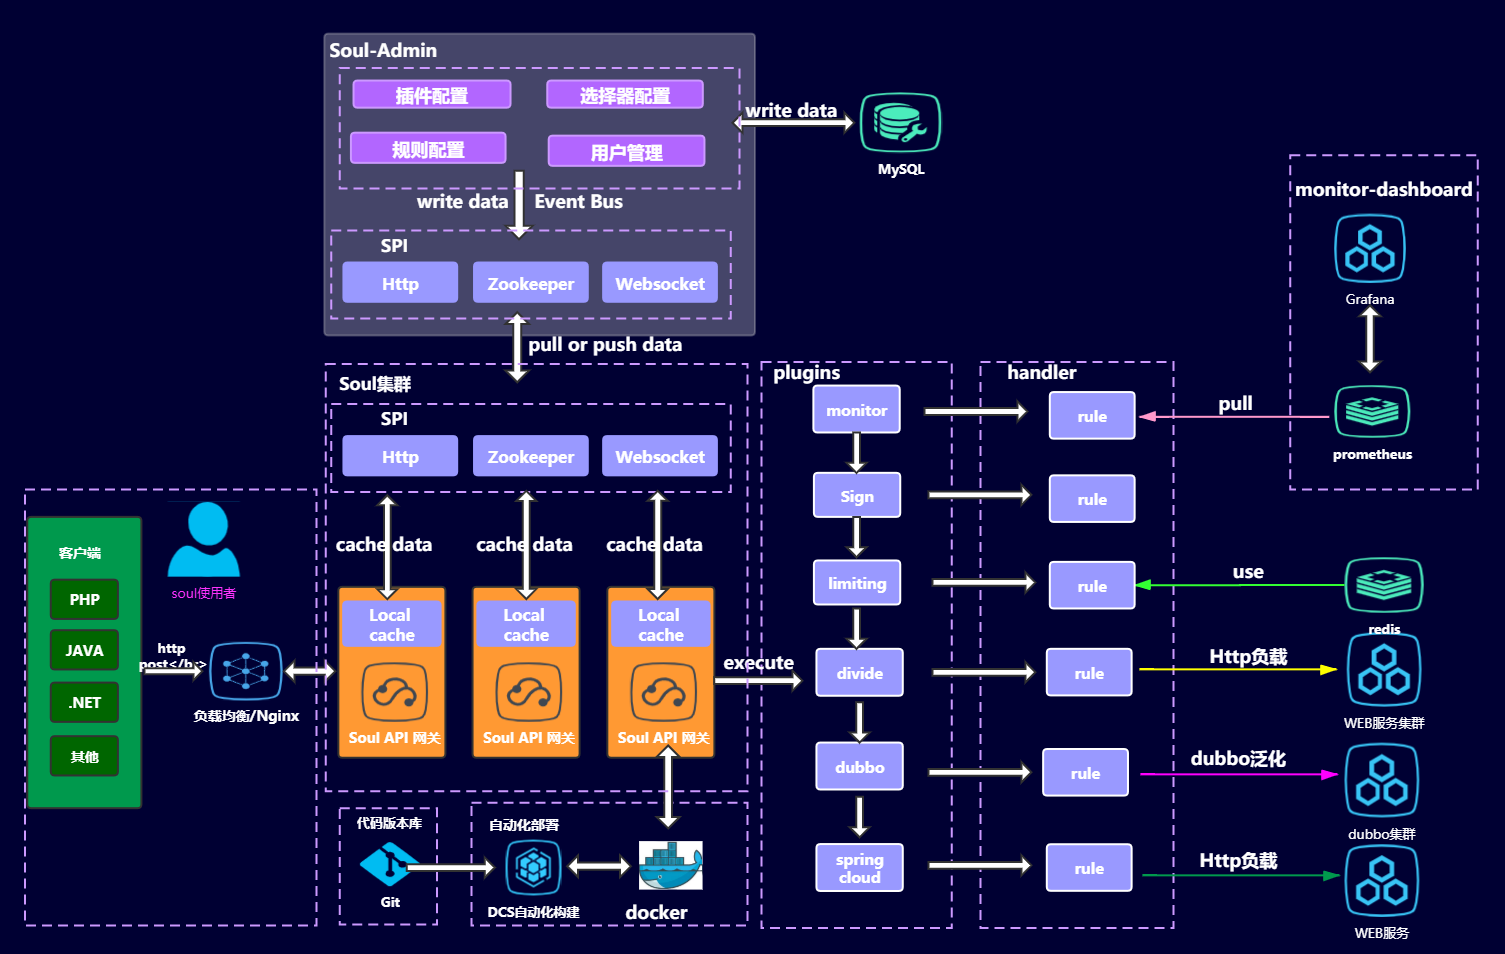 Soul-Admin
插件配置
选择器配置
规则配置
用户管理
write data
MySQL
write data
Event Bus
SPI
Http
Zookeeper
Websocket
pull or push data
Soul集群
SPI
Http
Zookeeper
Websocket
cache data
cache data
cache data
Local
cache
Local
cache
Local
cache
Soul API 网关
Soul API 网关
Soul API 网关
execute
客户端
PHP
JAVA
.NET
其他
soul使用者
http
post</br>
负载均衡/Nginx
代码版本库
Git
自动化部署
DCS自动化构建
docker
plugins
monitor
Sign
limiting
divide
dubbo
spring
cloud
handler
rule
rule
rule
rule
rule
rule
monitor-dashboard
Grafana
prometheus
pull
use
redis
Http负载
WEB服务集群
dubbo泛化
dubbo集群
Http负载
WEB服务